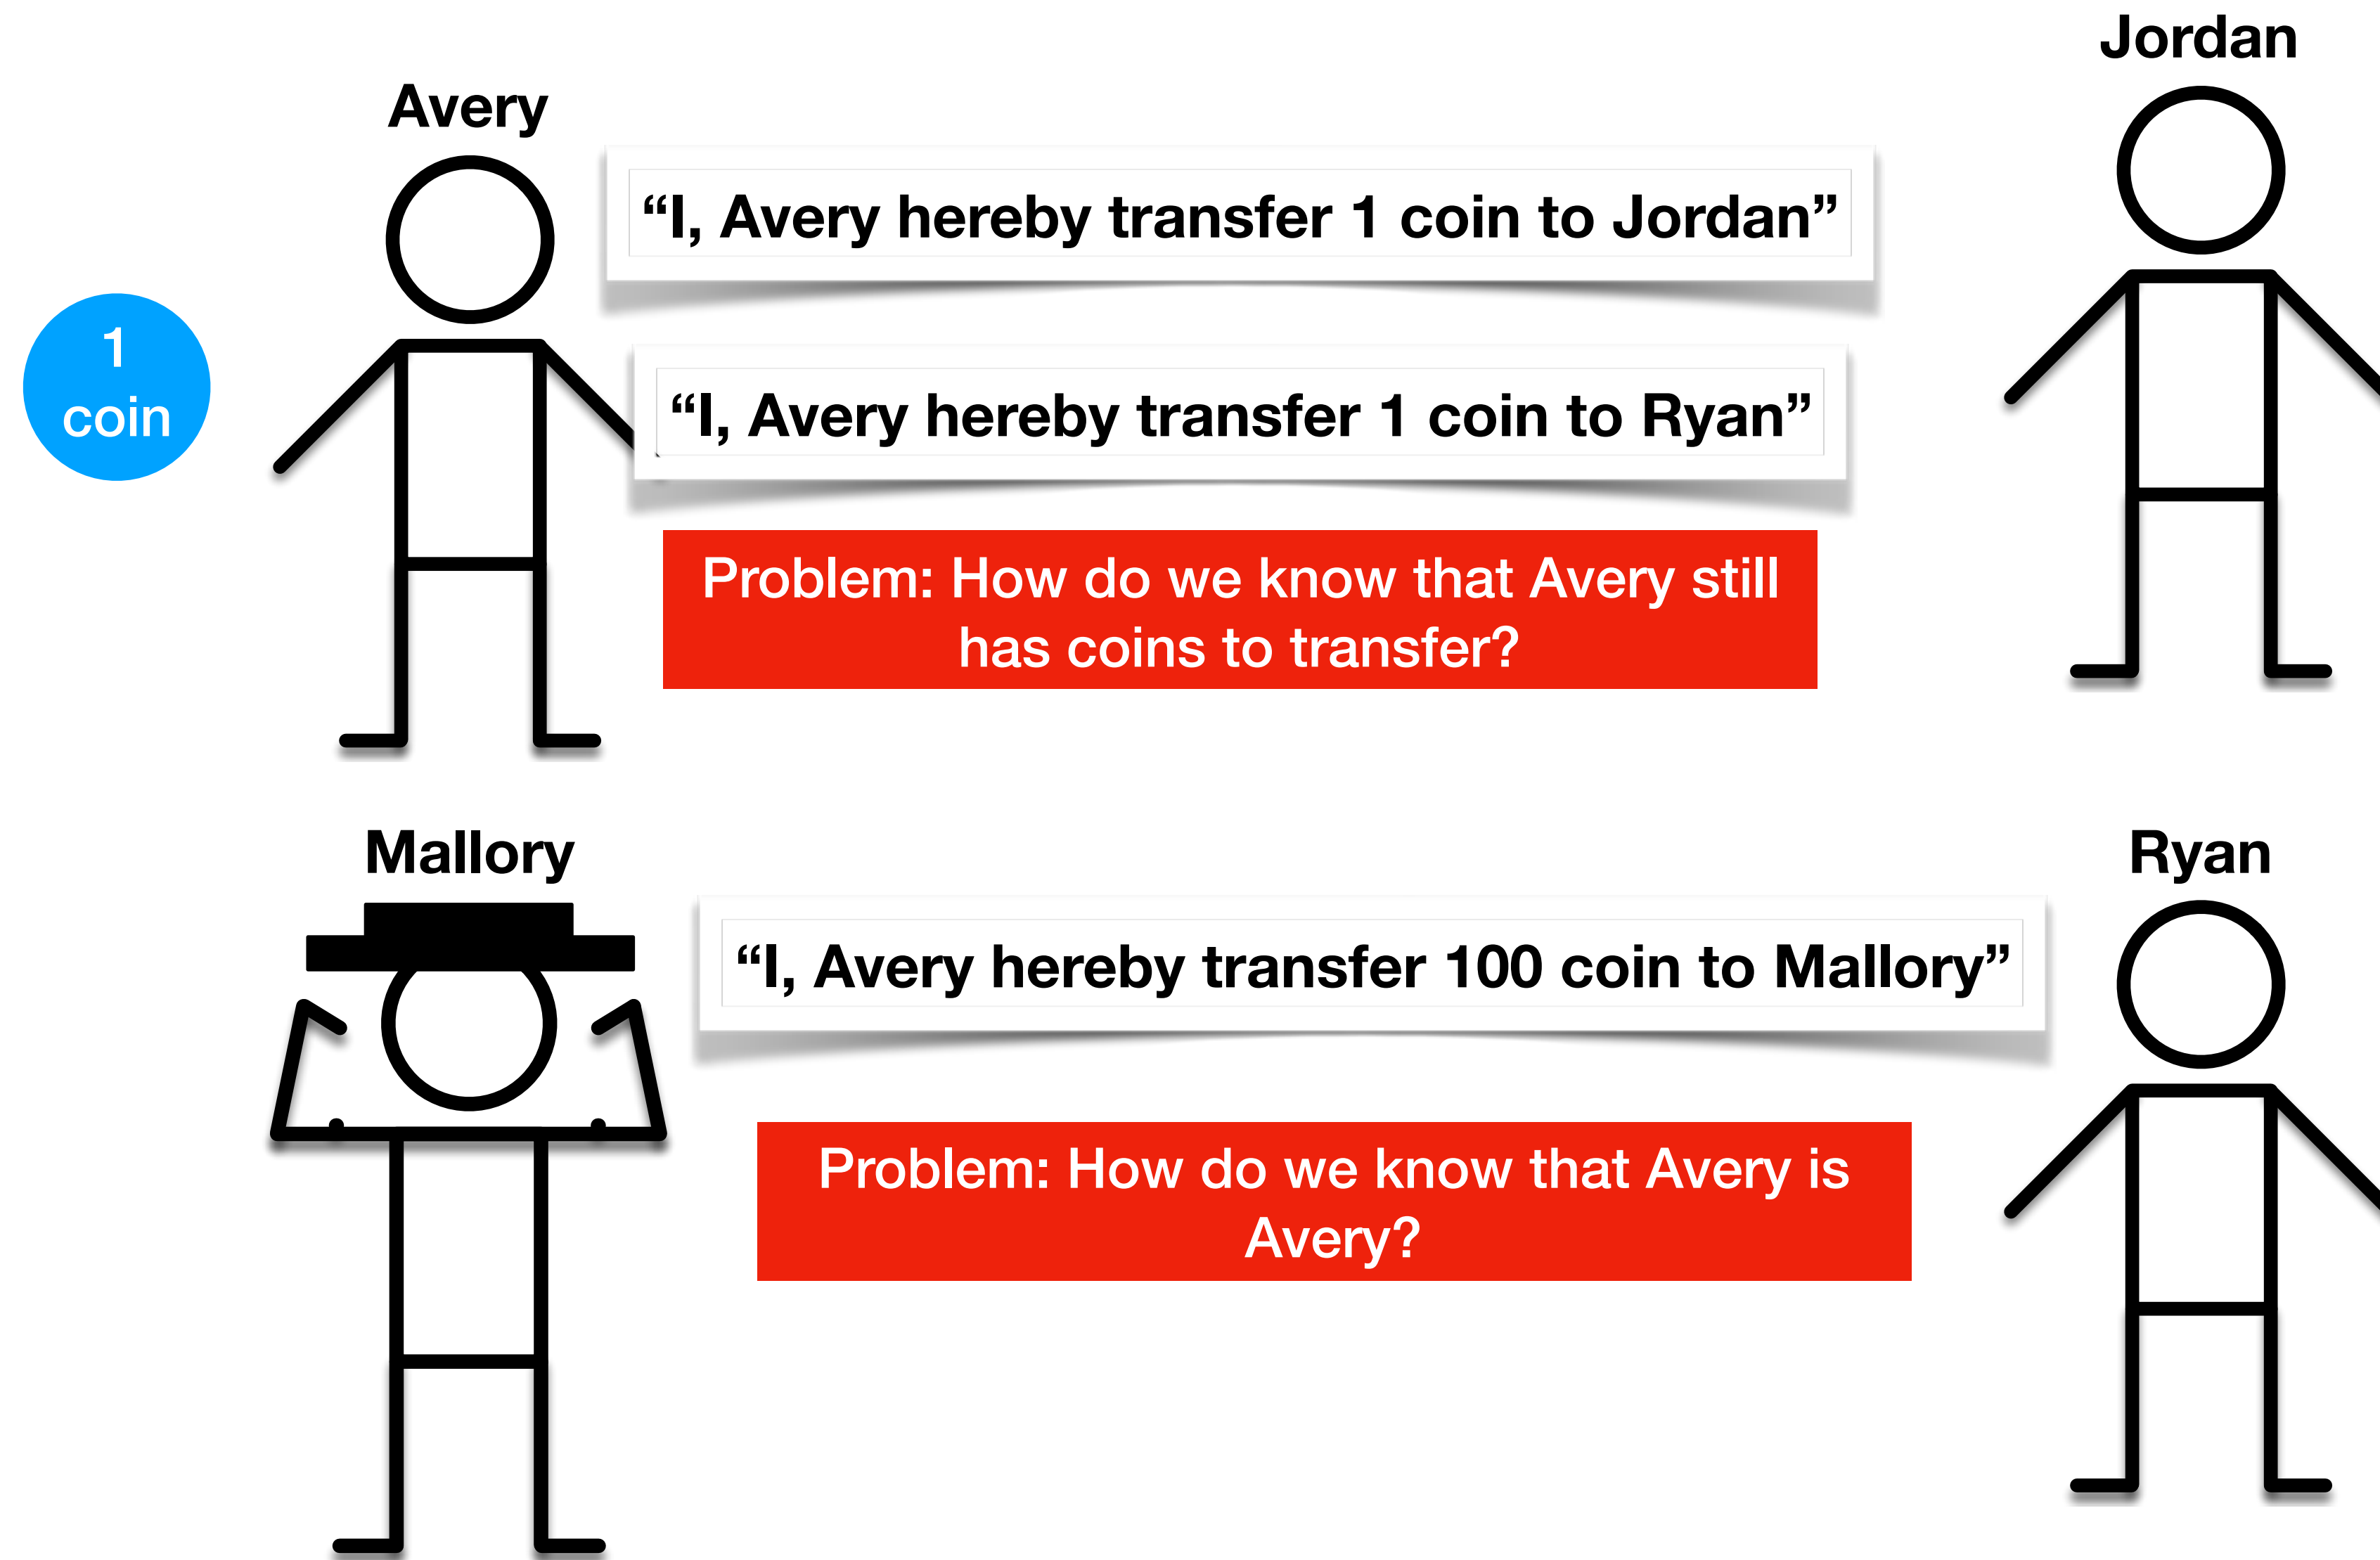 Jordan
Avery
“I, Avery hereby transfer 1 coin to Jordan”
1
coin
“I, Avery hereby transfer 1 coin to Ryan”
Problem: How do we know that Avery still
has coins to transfer?
Mallory
Ryan
“I, Avery hereby transfer 100 coin to Mallory”
Problem: How do we know that Avery is
Avery?